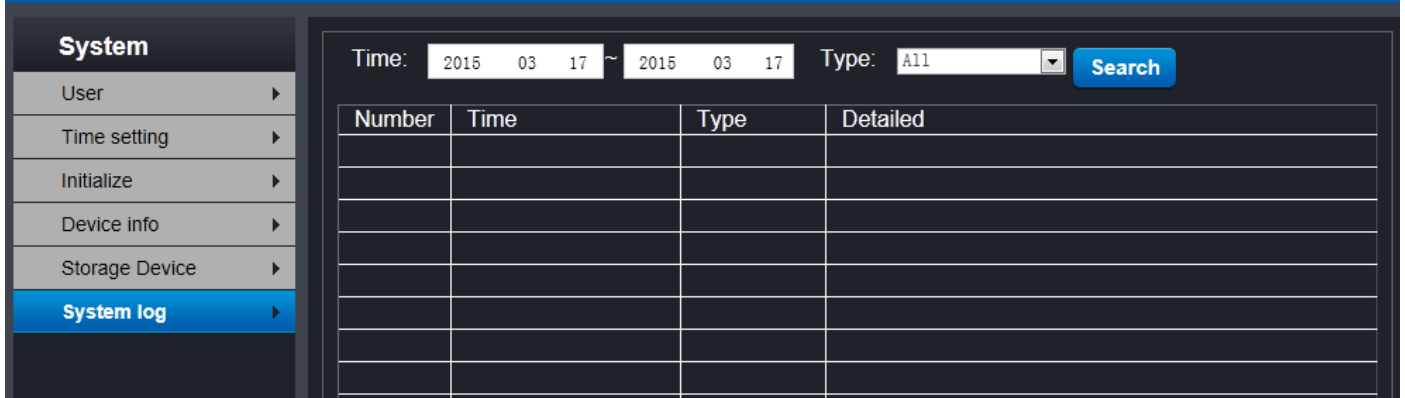 System
User
Time setting
Initialize
Device info
Storage Device
System log
Time: 2015 03 17 ~ 2015 03 17 Type: All Search
Number Time Type Detailed